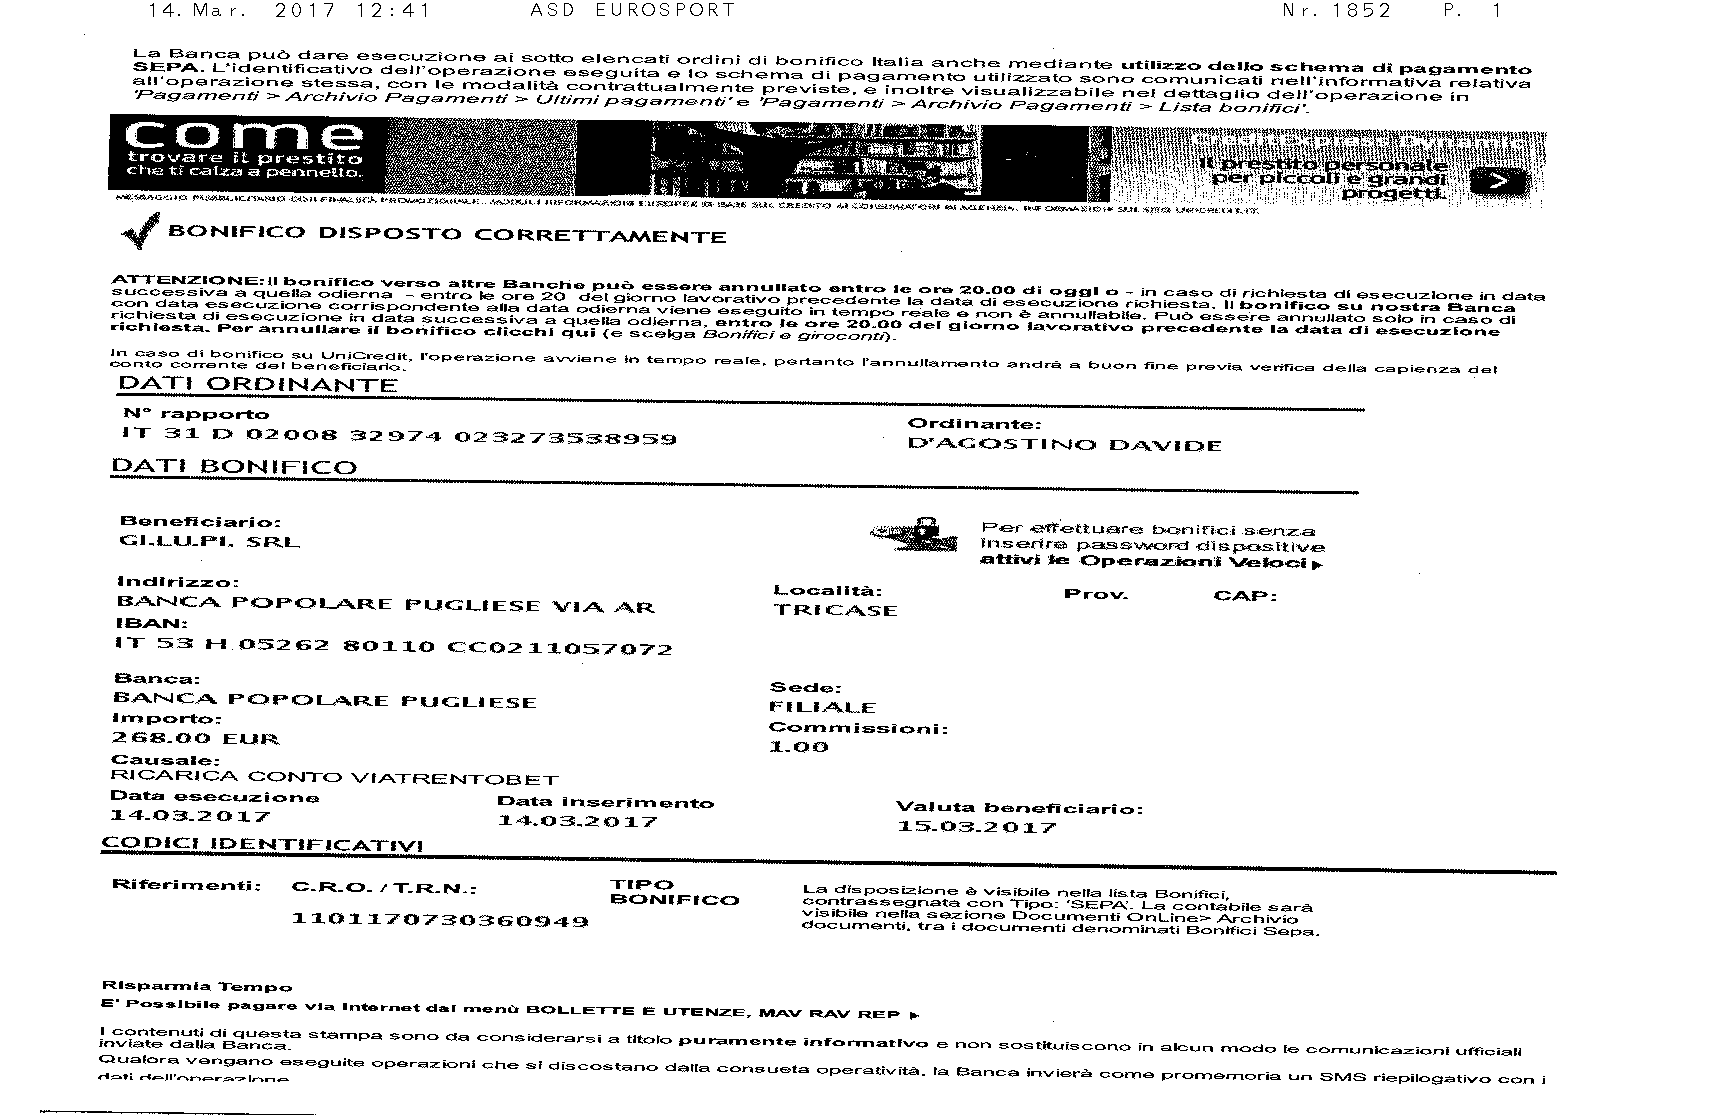 14. Mar. 2017 12:41 ASD EUROSPORT Nr. 1852 P. 1
La Banca può dare esecuzione ai sotto elencati ordini di bonifico Italia anche mediante utilizzo dello schema di pagamento
SEPA. L'identificativo dell'operazione eseguita e lo schema di pagamento utilizzato sono comunicati nell'informativa relativa
all'operazione stessa, con le modalità contrattualmente previste, e inoltre visualizzabile nel dettaglio dell'operazione in
'Pagamenti > Archivio Pagamenti > Ultimi pagamenti' e 'Pagamenti > Archivio Pagamenti > Lista bonifici'.
come
trovare il prestito
che ti calza a pennello.
il prestito personale
per piccoli e grandi
progetti.
>
MESSAGGIO PUBBLICITARIO CON FINALITÀ PROMOZIONALE.
BONIFICO DISPOSTO CORRETTAMENTE
ATTENZIONE: Il bonifico verso altre Banche può essere annullato entro le ore 20.00 di oggi o - in caso di richiesta di esecuzione in data
successiva a quella odierna - entro le ore 20 del giorno lavorativo precedente la data di esecuzione richiesta. Il bonifico su nostra Banca
con data esecuzione corrispondente alla data odierna viene eseguito in tempo reale e non è annullabile. Può essere annullato solo in caso di
richiesta di esecuzione in data successiva a quella odierna, entro le ore 20.00 del giorno lavorativo precedente la data di esecuzione
richiesta. Per annullare il bonifico clicchi qui (e scelga Bonifici e giroconti).
In caso di bonifico su UniCredit, l'operazione avviene in tempo reale, pertanto l'annullamento andrà a buon fine previa verifica della capienza del
conto corrente del beneficiario.
DATI ORDINANTE
N° rapporto
IT 31 D 02008 32974 023273538959
Ordinante:
D'AGOSTINO DAVIDE
DATI BONIFICO
Beneficiario:
GI.LU.PI. SRL
Per effettuare bonifici senza
inserire password dispositive
attivi le Operazioni Veloci
Indirizzo:
BANCA POPOLARE PUGLIESE VIA AR
Località:
TRICASE
Prov. CAP:
IBAN:
IT 53 H 05262 80110 CC0211057072
Banca:
BANCA POPOLARE PUGLIESE
Sede:
FILIALE
Importo:
268.00 EUR
Commissioni:
1.00
Causale:
RICARICA CONTO VIATRENTOBET
Data esecuzione
14.03.2017
Data inserimento
14.03.2017
Valuta beneficiario:
15.03.2017
CODICI IDENTIFICATIVI
Riferimenti: C.R.O. / T.R.N.:
1101170730360949
TIPO
BONIFICO
La disposizione è visibile nella lista Bonifici,
contrassegnata con Tipo: 'SEPA'. La contabile sarà
visibile nella sezione Documenti OnLine> Archivio
documenti, tra i documenti denominati Bonifici Sepa.
Risparmia Tempo
E' Possibile pagare via Internet dal menù BOLLETTE E UTENZE, MAV RAV REP
I contenuti di questa stampa sono da considerarsi a titolo puramente informativo e non sostituiscono in alcun modo le comunicazioni ufficiali
inviate dalla Banca.
Qualora vengano eseguite operazioni che si discostano dalla consueta operatività, la Banca invierà come promemoria un SMS riepilogativo con i
dati dell'operazione